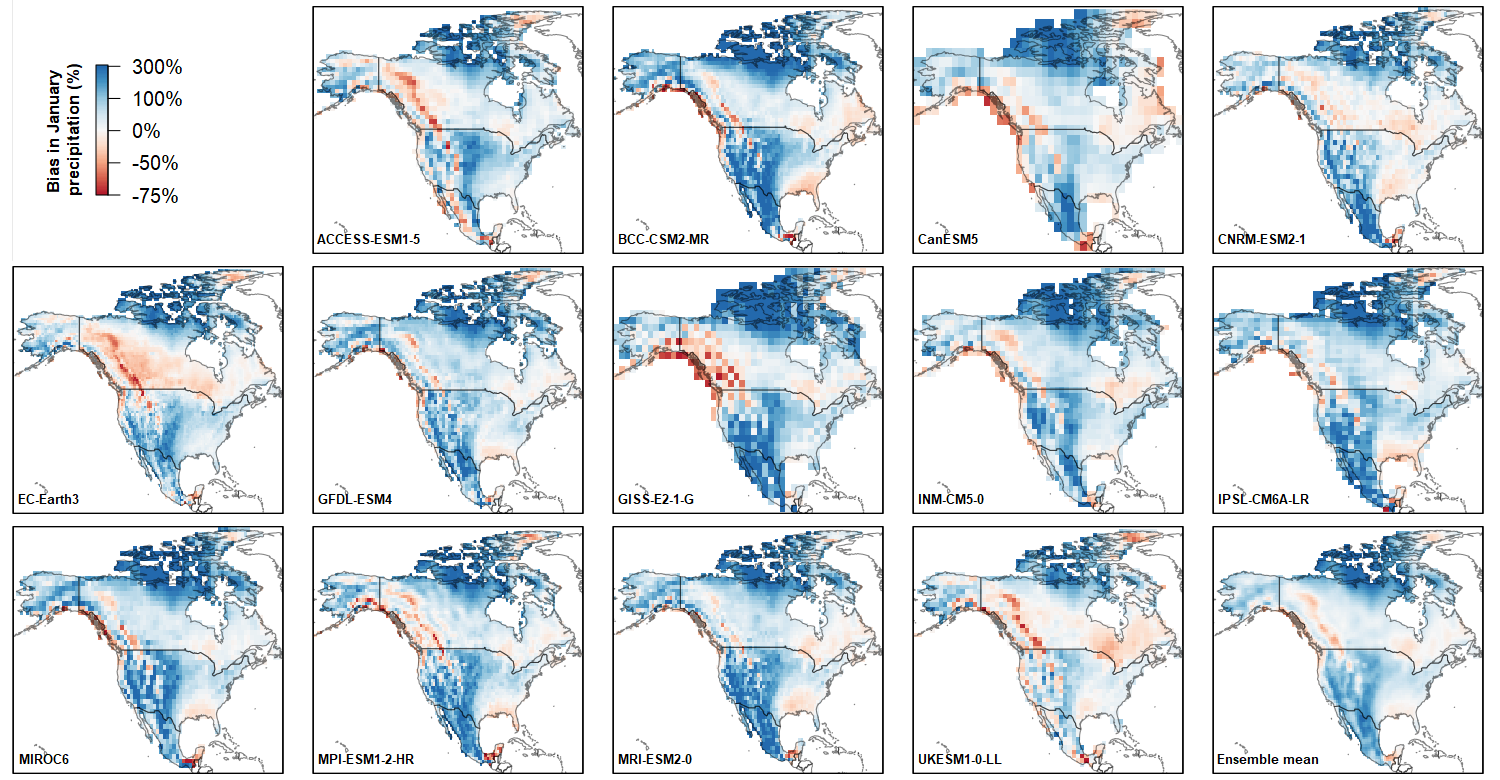 Bias in January
precipitation (%)
300%
100%
0%
-50%
-75%
ACCESS-ESM1-5
BCC-CSM2-MR
CanESM5
CNRM-ESM2-1
EC-Earth3
GFDL-ESM4
GISS-E2-1-G
INM-CM5-0
IPSL-CM6A-LR
MIROC6
MPI-ESM1-2-HR
MRI-ESM2-0
UKESM1-0-LL
Ensemble mean